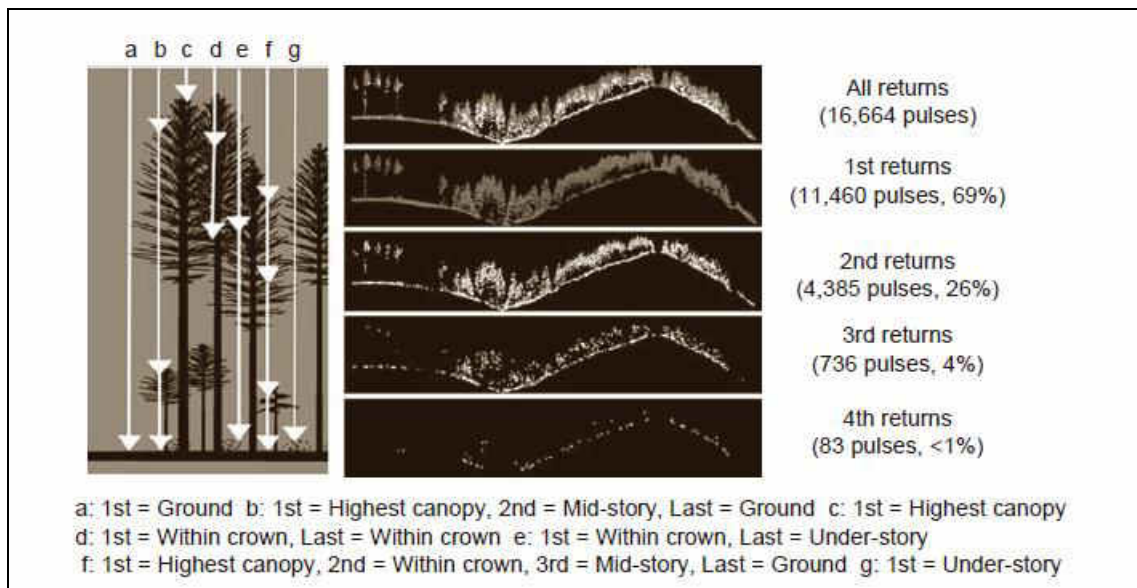 a b c d e f g
All returns
(16,664 pulses)
1st returns
(11,460 pulses, 69%)
2nd returns
(4,385 pulses, 26%)
3rd returns
(736 pulses, 4%)
4th returns
(83 pulses, <1%)
a: 1st = Ground b: 1st = Highest canopy, 2nd = Mid-story, Last = Ground c: 1st = Highest canopy
d: 1st = Within crown, Last = Within crown e: 1st = Within crown, Last = Under-story
f: 1st = Highest canopy, 2nd = Within crown, 3rd = Mid-story, Last = Ground g: 1st = Under-story